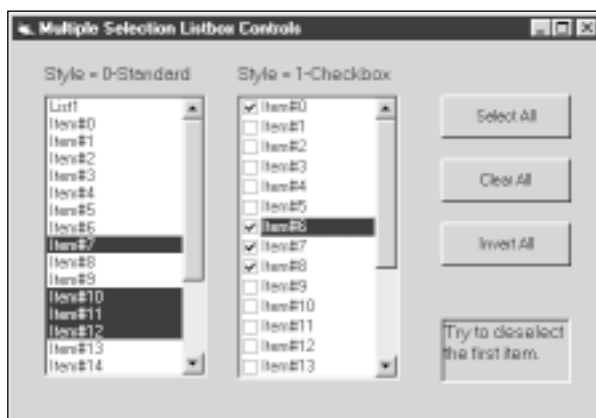 Multiple Selection Listbox Controls
Style = 0-Standard
List1
Item#0
Item#1
Item#2
Item#3
Item#4
Item#5
Item#6
Item#7
Item#8
Item#9
Item#10
Item#11
Item#12
Item#13
Item#14
Style = 1-Checkbox
Item#0
Item#1
Item#2
Item#3
Item#4
Item#5
Item#6
Item#7
Item#8
Item#9
Item#10
Item#11
Item#12
Item#13
Select All
Clear All
Invert All
Try to deselect
the first item.